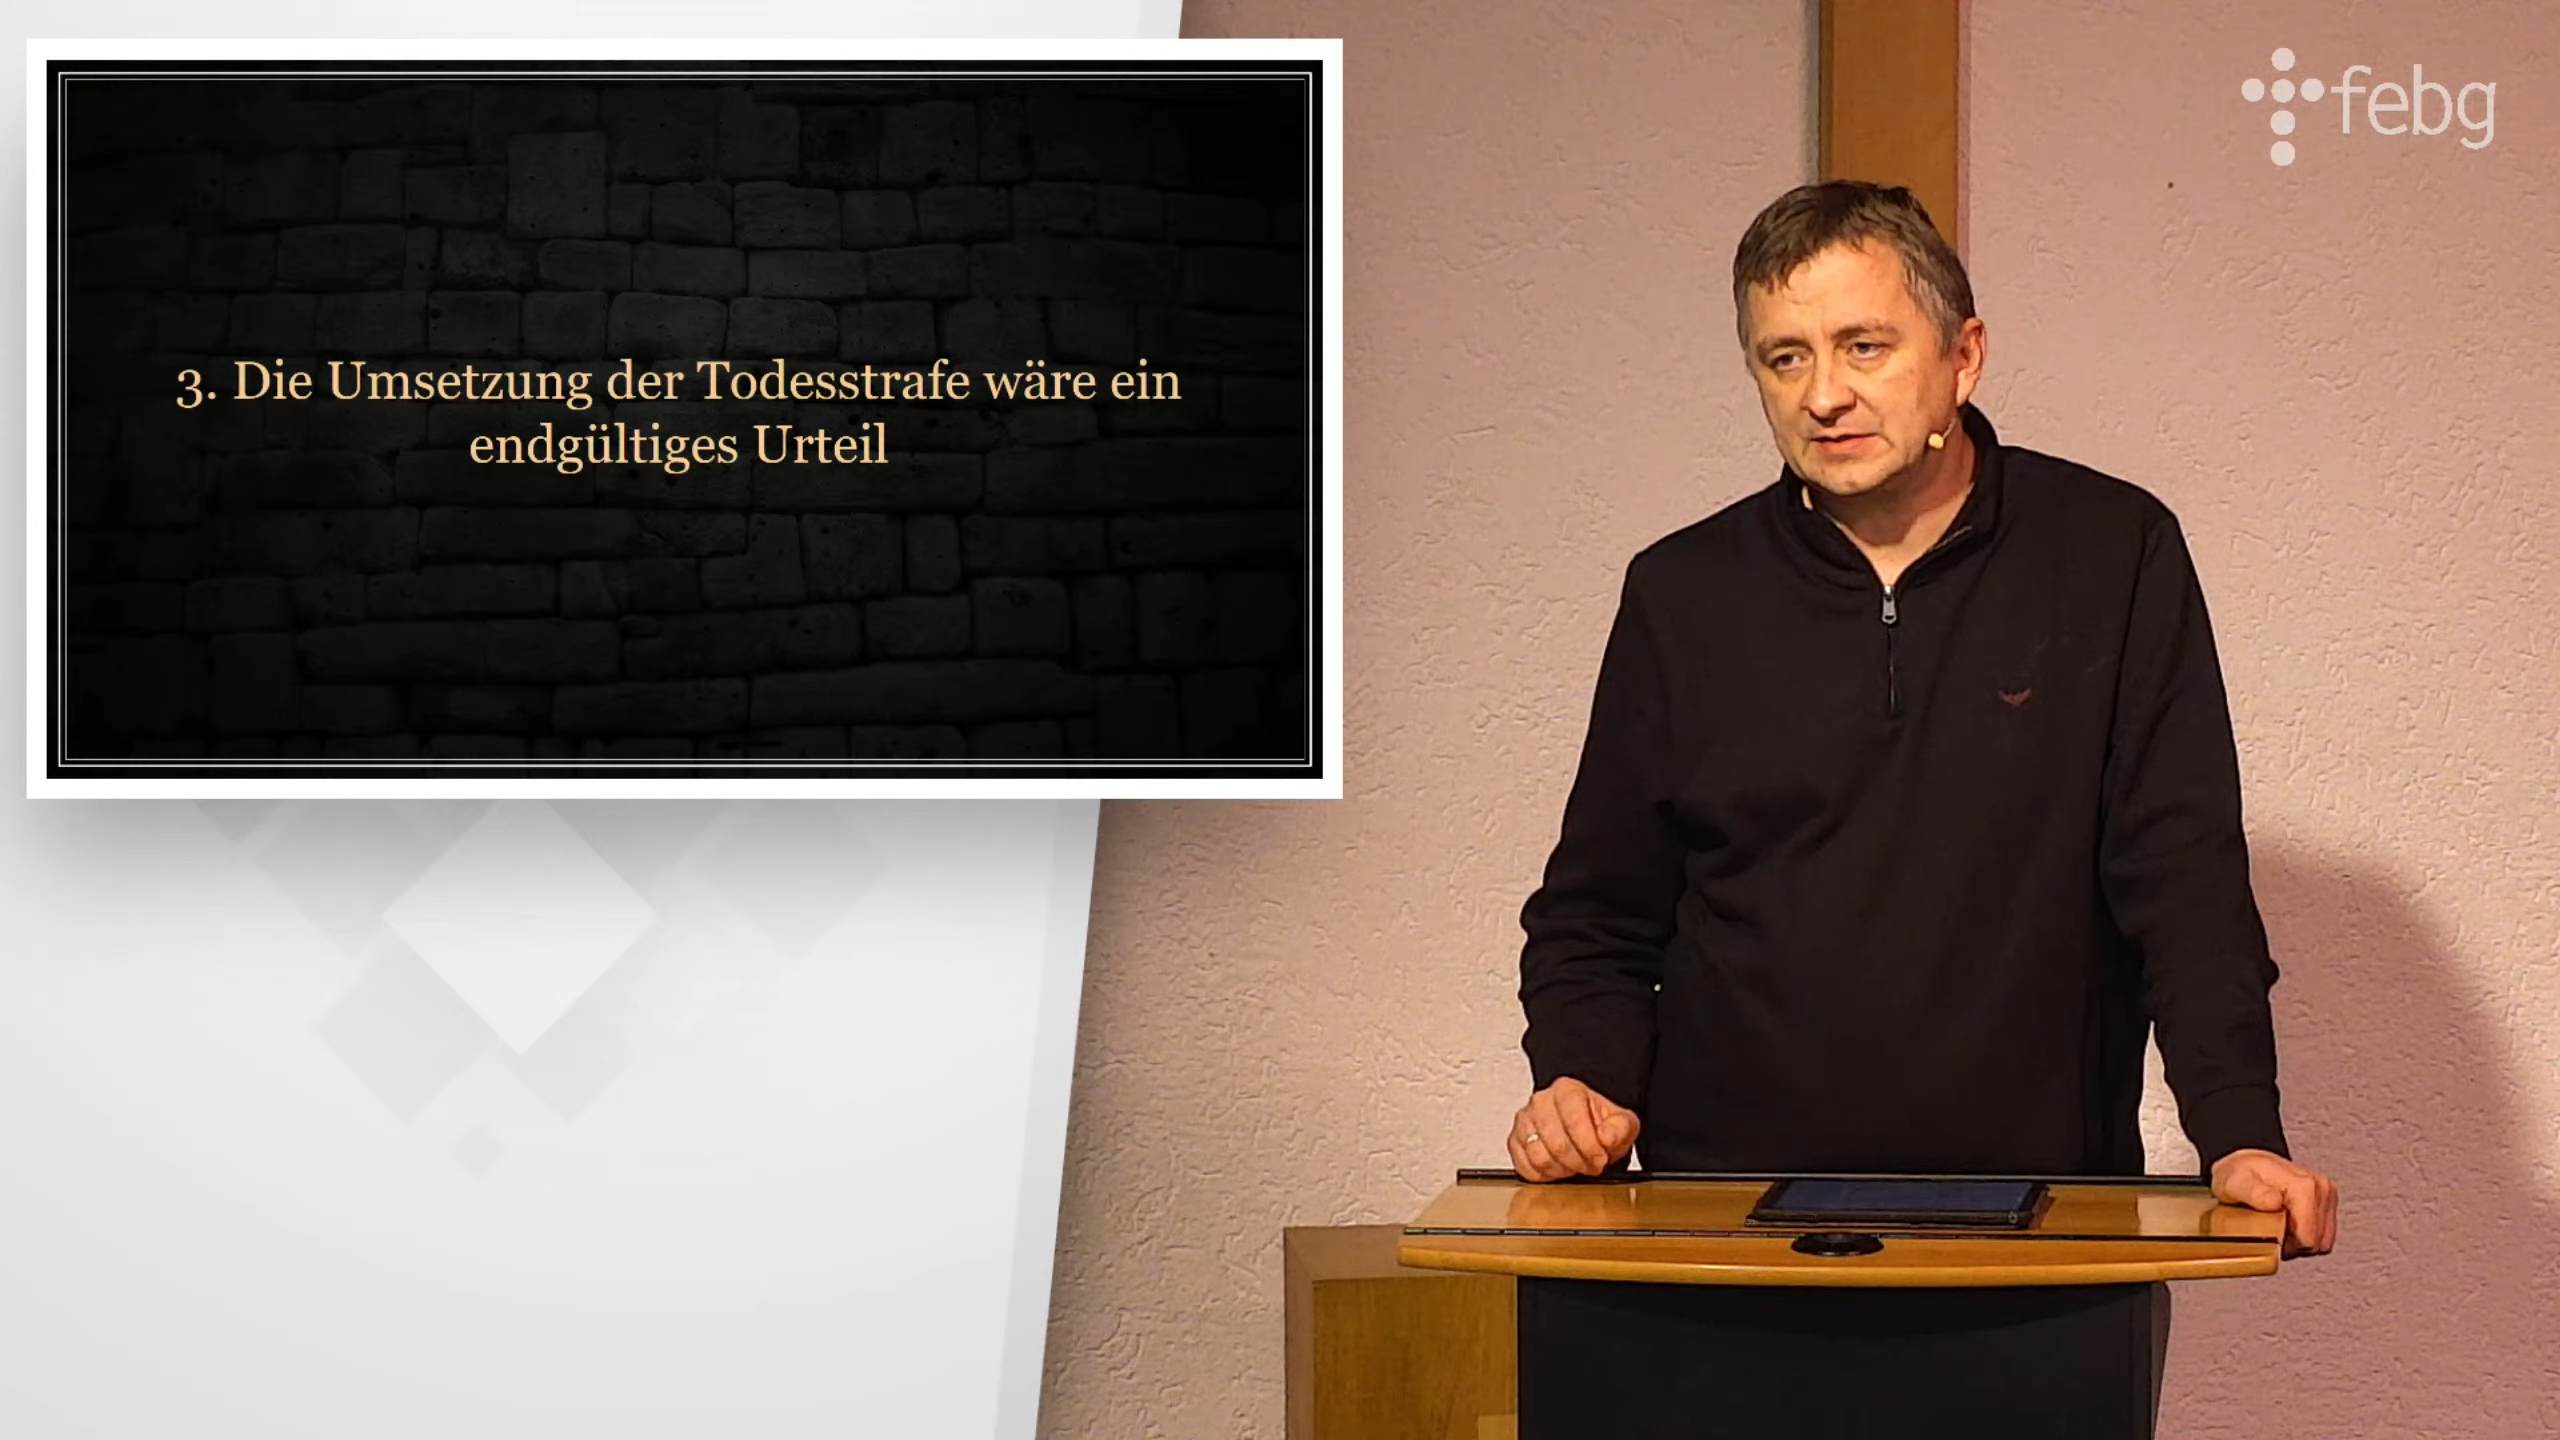 3. Die Umsetzung der Todesstrafe wäre ein
endgültiges Urteil
febg